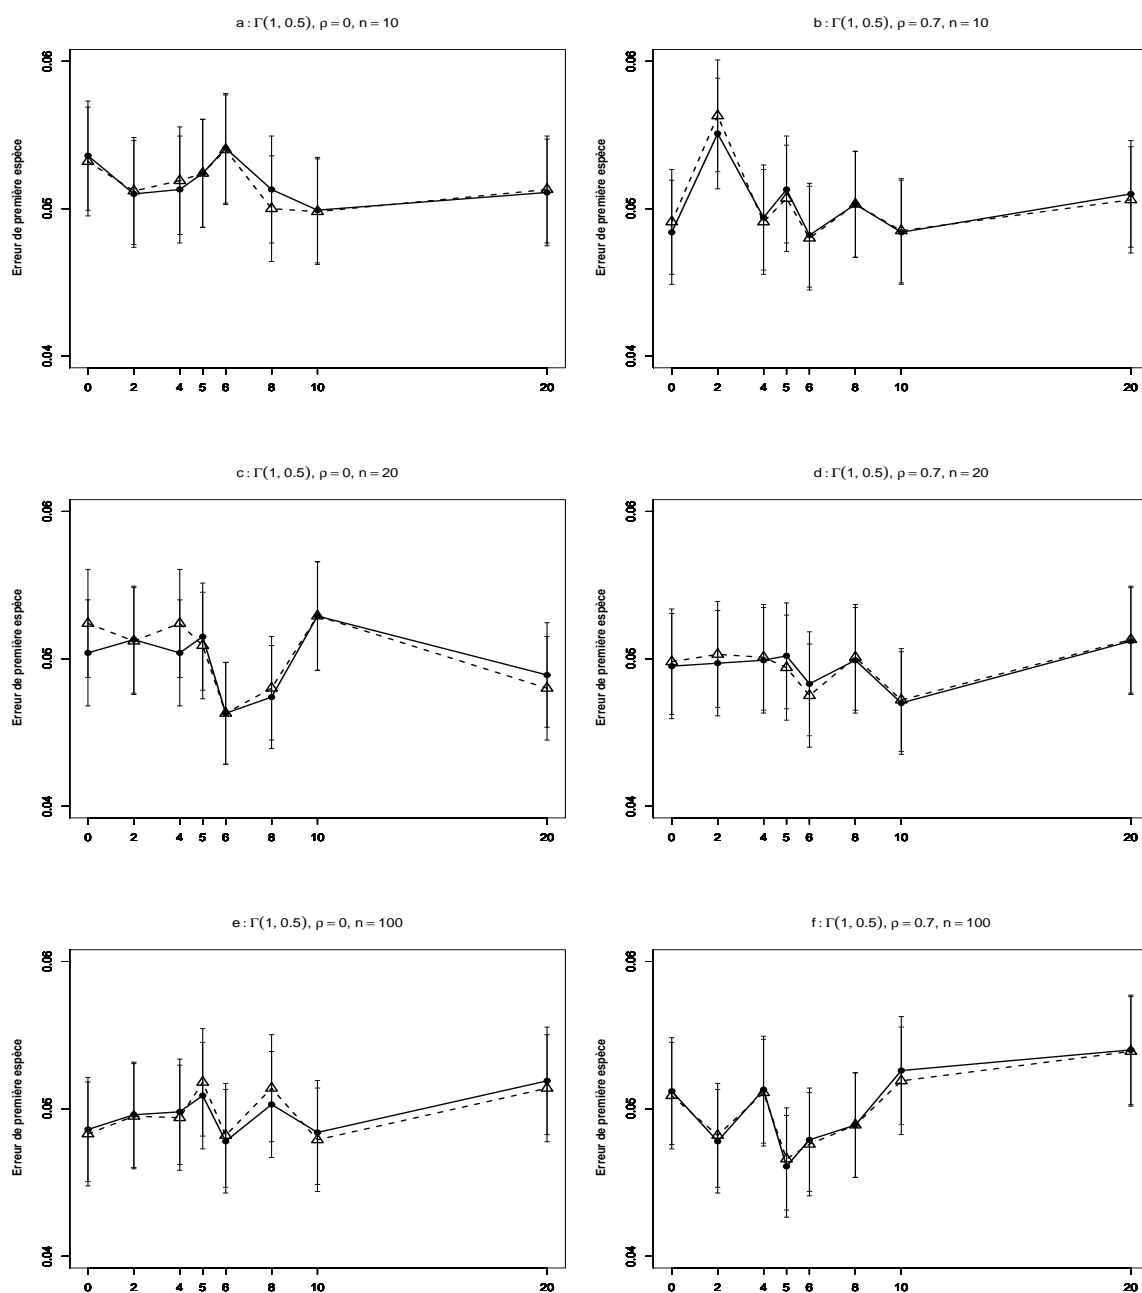 a : Γ(1, 0.5), ρ = 0, n = 10
Erreur de première espèce
0.06
0.05
0.04
0 2 4 5 6 8 10 20
b : Γ(1, 0.5), ρ = 0.7, n = 10
Erreur de première espèce
0.06
0.05
0.04
0 2 4 5 6 8 10 20
c : Γ(1, 0.5), ρ = 0, n = 20
Erreur de première espèce
0.06
0.05
0.04
0 2 4 5 6 8 10 20
d : Γ(1, 0.5), ρ = 0.7, n = 20
Erreur de première espèce
0.06
0.05
0.04
0 2 4 5 6 8 10 20
e : Γ(1, 0.5), ρ = 0, n = 100
Erreur de première espèce
0.06
0.05
0.04
0 2 4 5 6 8 10 20
f : Γ(1, 0.5), ρ = 0.7, n = 100
Erreur de première espèce
0.06
0.05
0.04
0 2 4 5 6 8 10 20